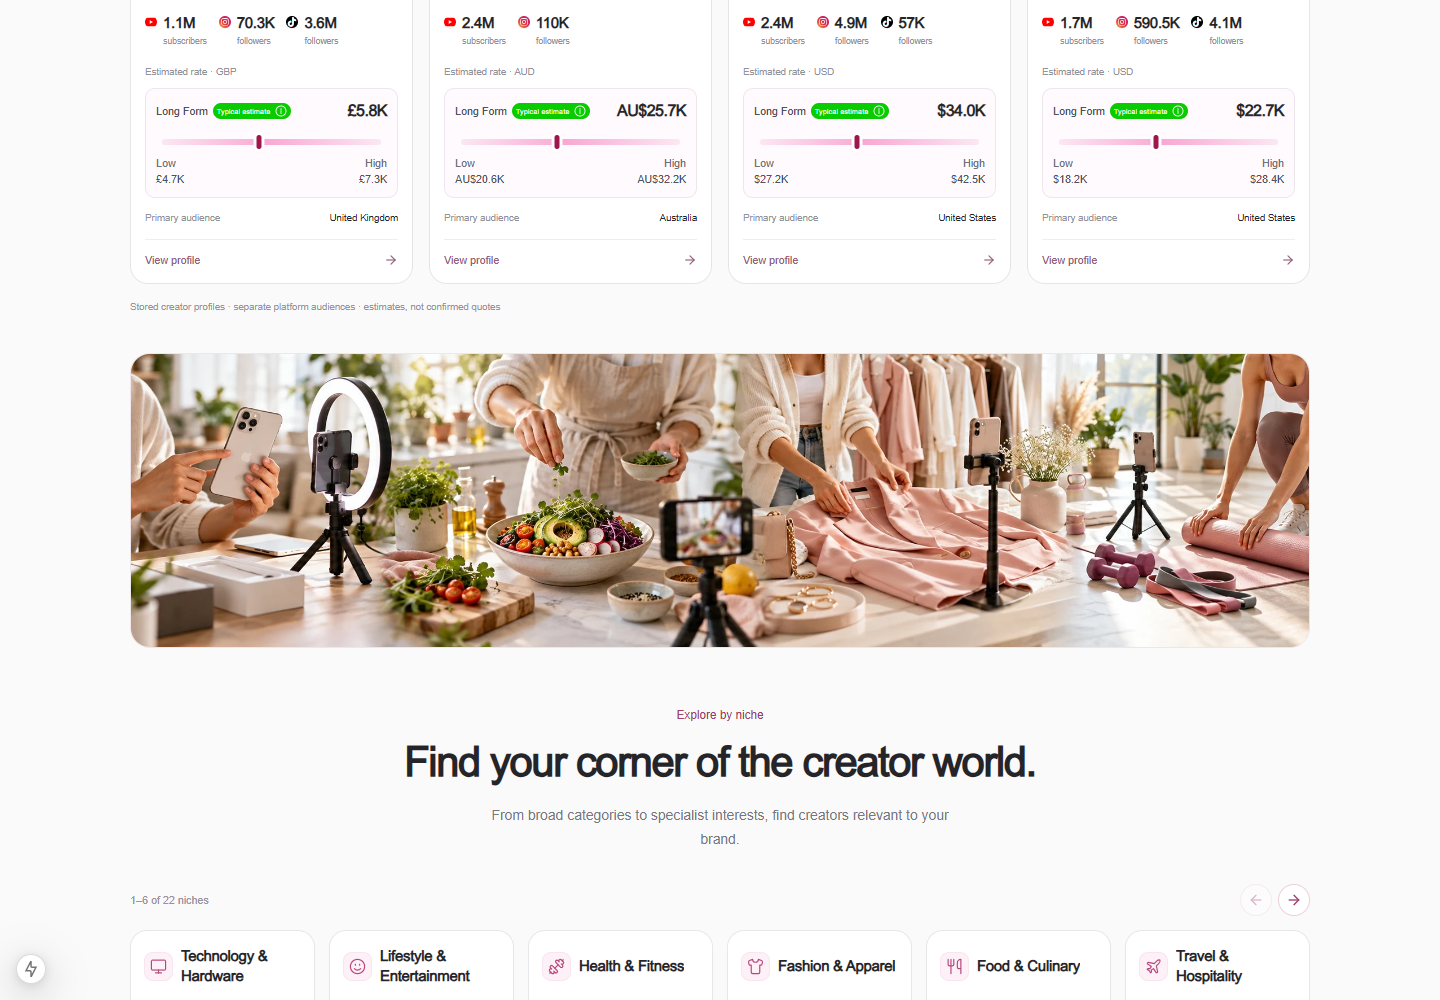 1.1M 70.3K 3.6M
subscribers followers followers
Estimated rate · GBP
Long Form Typical estimate £5.8K
Low High
£4.7K £7.3K
Primary audience United Kingdom
View profile
2.4M 110K
subscribers followers
Estimated rate · AUD
Long Form Typical estimate AU$25.7K
Low High
AU$20.6K AU$32.2K
Primary audience Australia
View profile
2.4M 4.9M 57K
subscribers followers followers
Estimated rate · USD
Long Form Typical estimate $34.0K
Low High
$27.2K $42.5K
Primary audience United States
View profile
1.7M 590.5K 4.1M
subscribers followers followers
Estimated rate · USD
Long Form Typical estimate $22.7K
Low High
$18.2K $28.4K
Primary audience United States
View profile
Stored creator profiles · separate platform audiences · estimates, not confirmed quotes
Explore by niche
Find your corner of the creator world.
From broad categories to specialist interests, find creators relevant to your
brand.
1–6 of 22 niches
Technology &
Hardware
Lifestyle &
Entertainment
Health & Fitness
Fashion & Apparel
Food & Culinary
Travel &
Hospitality